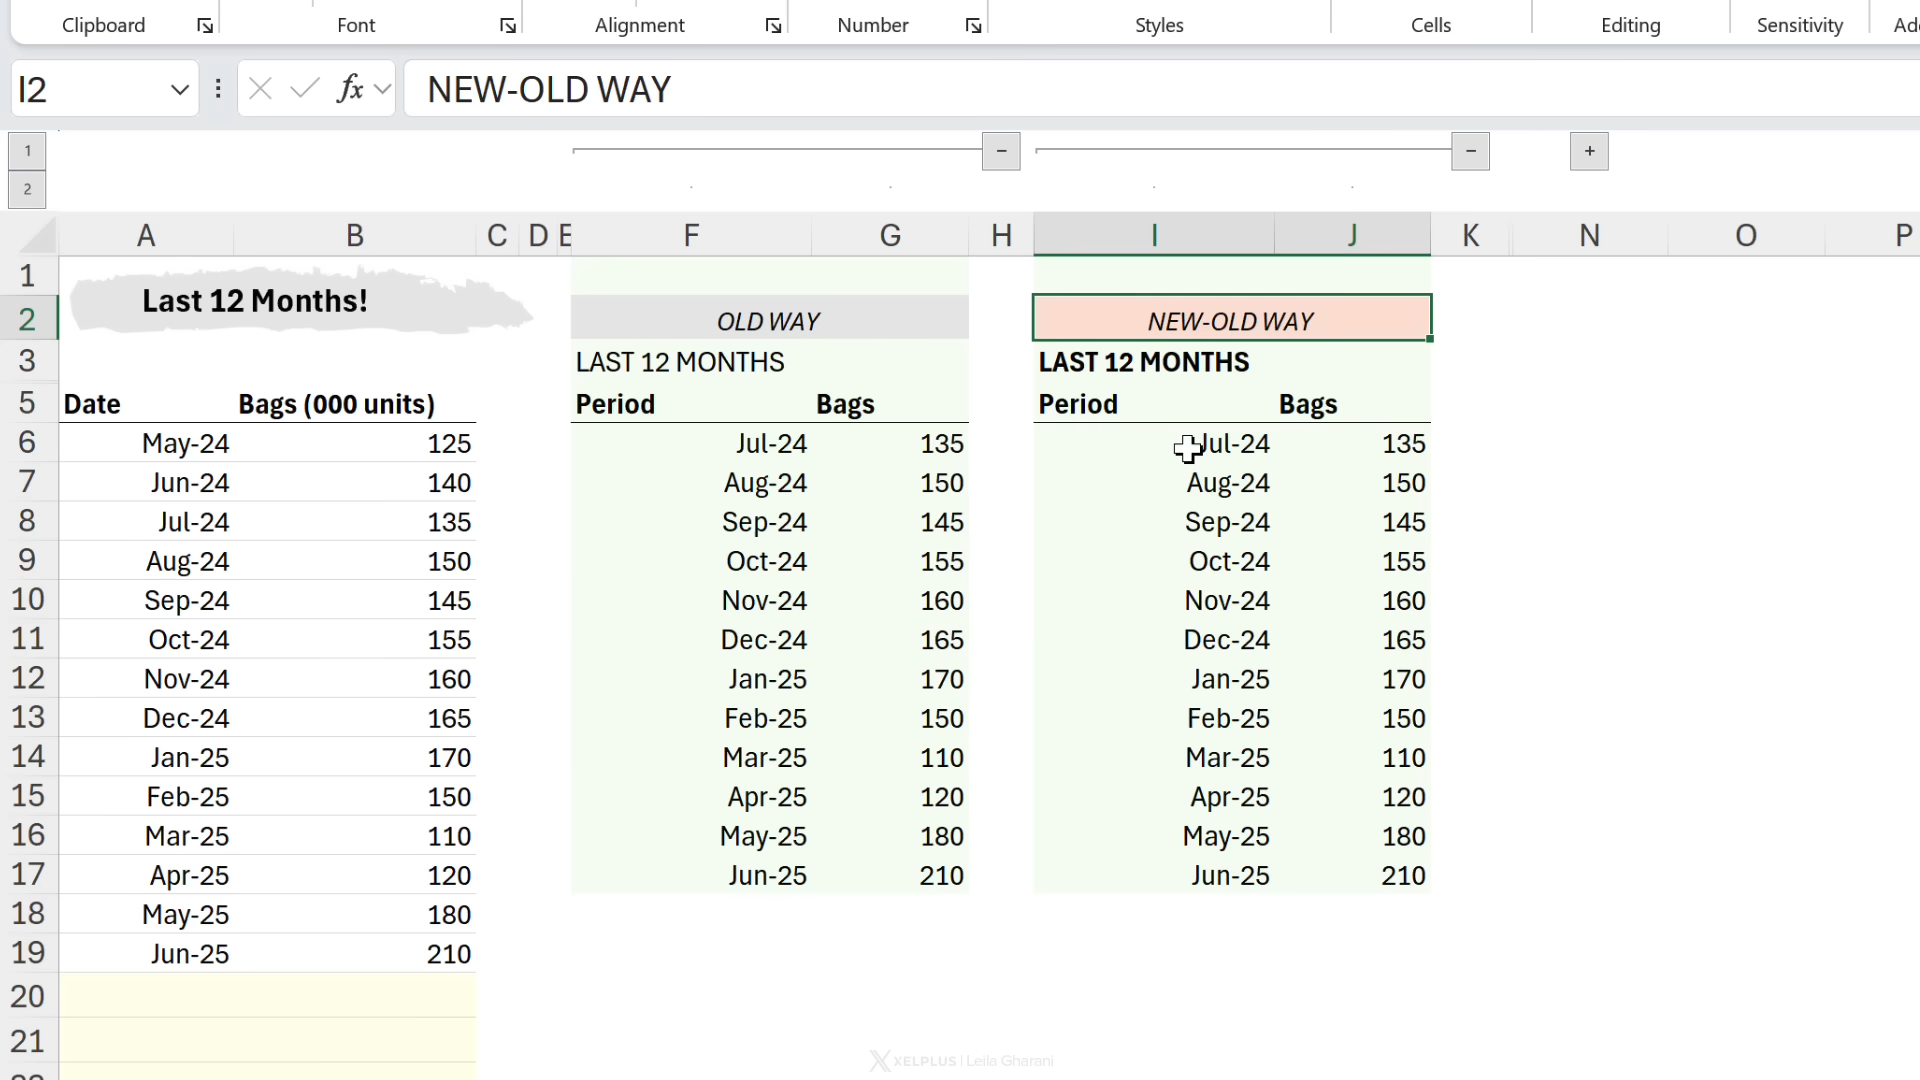 Clipboard Font Alignment Number Styles Cells Editing Sensitivity
I2 fx NEW-OLD WAY
1
2
A B C D E F G H I J K N O P
1 Last 12 Months!
2 OLD WAY NEW-OLD WAY
3 LAST 12 MONTHS LAST 12 MONTHS
5 Date Bags (000 units) Period Bags Period Bags
6 May-24 125 Jul-24 135 Jul-24 135
7 Jun-24 140 Aug-24 150 Aug-24 150
8 Jul-24 135 Sep-24 145 Sep-24 145
9 Aug-24 150 Oct-24 155 Oct-24 155
10 Sep-24 145 Nov-24 160 Nov-24 160
11 Oct-24 155 Dec-24 165 Dec-24 165
12 Nov-24 160 Jan-25 170 Jan-25 170
13 Dec-24 165 Feb-25 150 Feb-25 150
14 Jan-25 170 Mar-25 110 Mar-25 110
15 Feb-25 150 Apr-25 120 Apr-25 120
16 Mar-25 110 May-25 180 May-25 180
17 Apr-25 120 Jun-25 210 Jun-25 210
18 May-25 180
19 Jun-25 210
20
21
XELPLUS | Leila Gharani